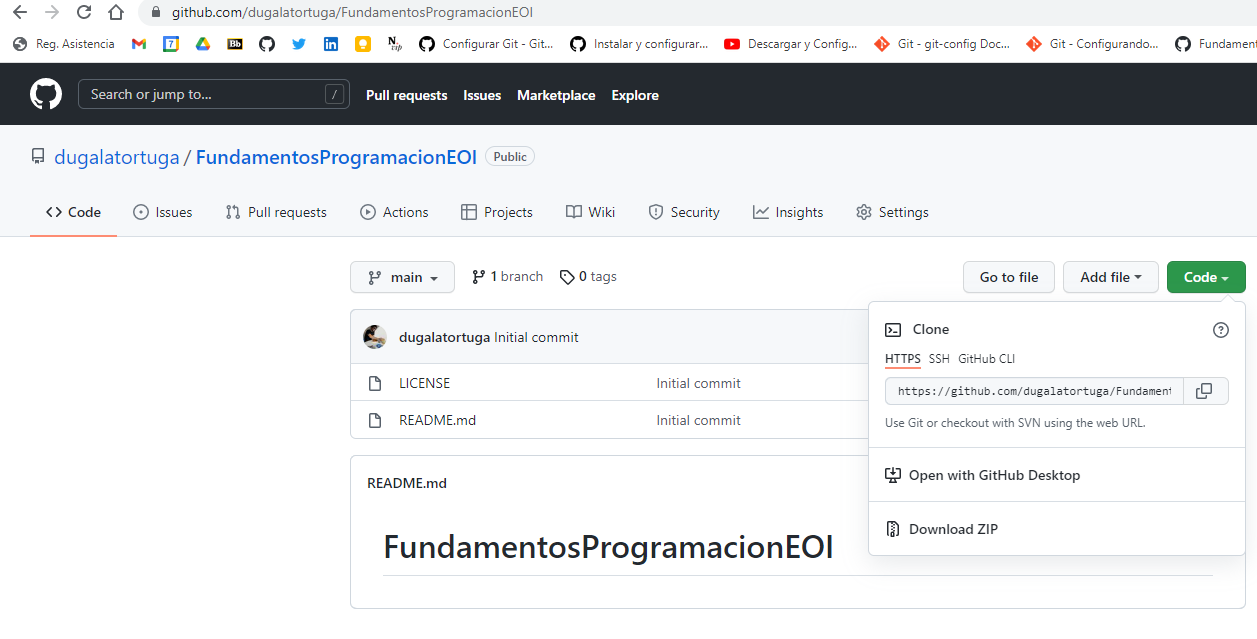 github.com/dugalatortuga/FundamentosProgramacionEOI
Reg. Asistencia 7 Bb in N Configurar Git - Git... Instalar y configurar... Descargar y Config... Git - git-config Doc... Git - Configurando... Fundament
Search or jump to... / Pull requests Issues Marketplace Explore
dugalatortuga / FundamentosProgramacionEOI Public
<> Code Issues Pull requests Actions Projects Wiki Security Insights Settings
main 1 branch 0 tags Go to file Add file Code
dugalatortuga Initial commit
LICENSE Initial commit
README.md Initial commit
README.md
FundamentosProgramacionEOI
Clone ?
HTTPS SSH GitHub CLI
https://github.com/dugalatortuga/Fundament
Use Git or checkout with SVN using the web URL.
Open with GitHub Desktop
Download ZIP